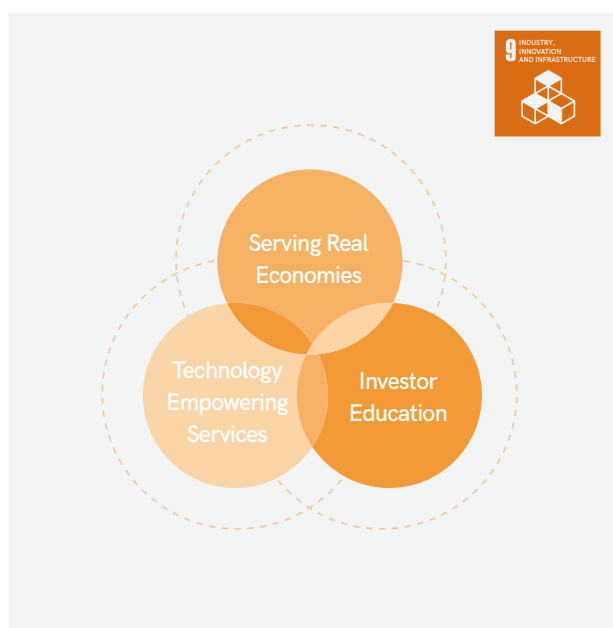 9
INDUSTRY,
INNOVATION
AND INFRASTRUCTURE
Serving Real
Economies
Technology
Empowering
Services
Investor
Education